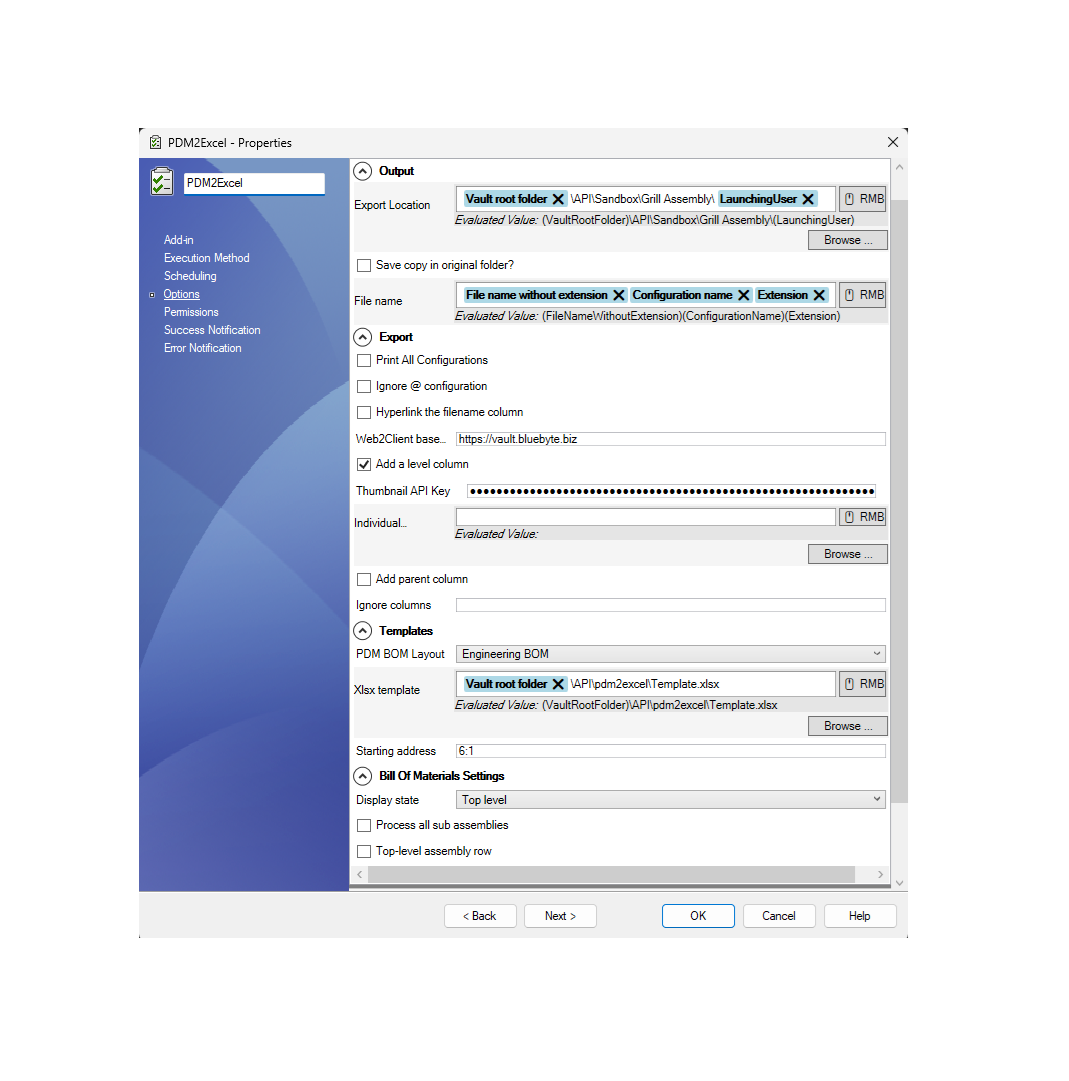 PDM2Excel - Properties
PDM2Excel
Add-in
Execution Method
Scheduling
Options
Permissions
Success Notification
Error Notification
Output
Export Location
Vault root folder \API\Sandbox\Grill Assembly\ LaunchingUser
RMB
Evaluated Value: (VaultRootFolder)\API\Sandbox\Grill Assembly\(LaunchingUser)
Browse ...
Save copy in original folder?
File name
File name without extension Configuration name Extension
RMB
Evaluated Value: (FileNameWithoutExtension)(ConfigurationName)(Extension)
Export
Print All Configurations
Ignore @ configuration
Hyperlink the filename column
Web2Client base... https://vault.bluebyte.biz
Add a level column
Thumbnail API Key
Individual...
RMB
Evaluated Value:
Browse ...
Add parent column
Ignore columns
Templates
PDM BOM Layout Engineering BOM
Xlsx template
Vault root folder \API\pdm2excel\Template.xlsx
RMB
Evaluated Value: (VaultRootFolder)\API\pdm2excel\Template.xlsx
Browse ...
Starting address 6:1
Bill Of Materials Settings
Display state Top level
Process all sub assemblies
Top-level assembly row
< Back Next > OK Cancel Help